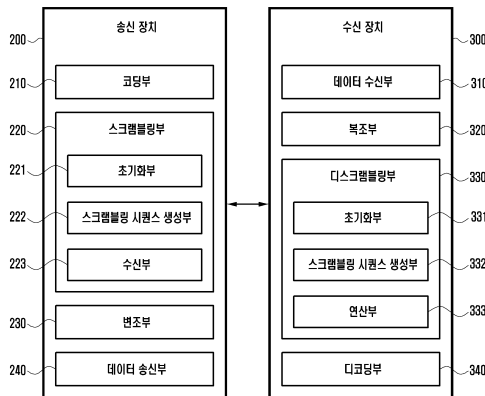 200
송신 장치
210
코딩부
220
스크램블링부
221
초기화부
222
스크램블링 시퀀스 생성부
223
수신부
230
변조부
240
데이터 송신부
수신 장치
300
데이터 수신부
310
복조부
320
디스크램블링부
330
초기화부
331
스크램블링 시퀀스 생성부
332
연산부
333
디코딩부
340